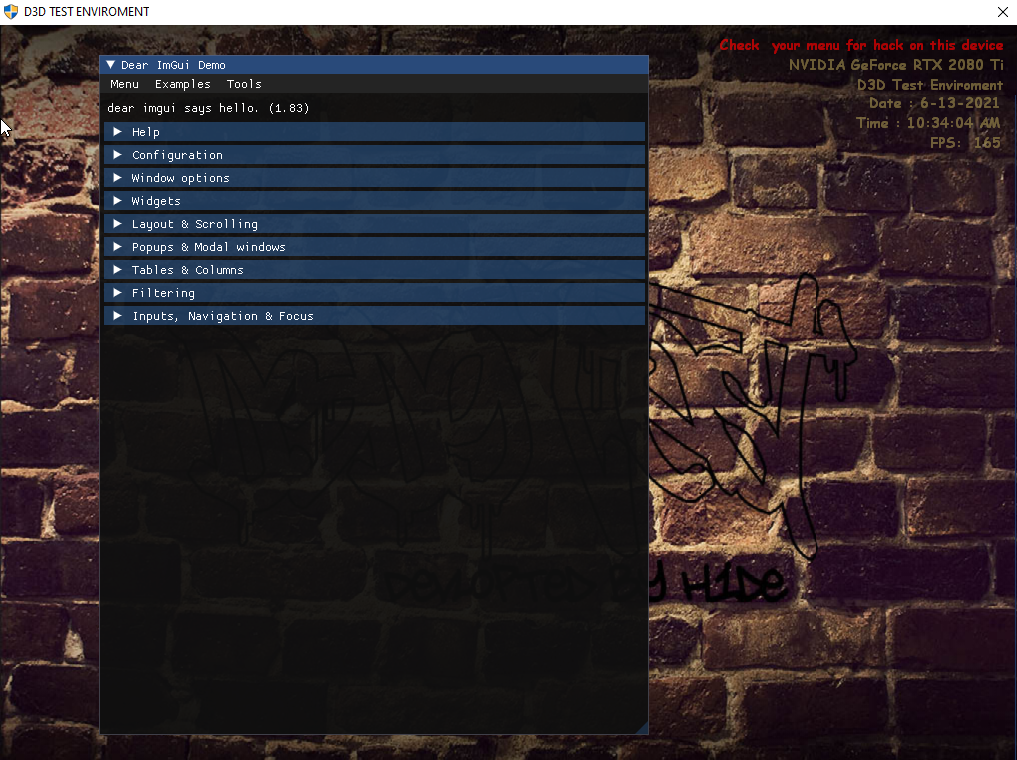 D3D TEST ENVIROMENT
Check your menu for hack on this device
NVIDIA GeForce RTX 2080 Ti
D3D Test Enviroment
Date : 6-13-2021
Time : 10:34:04 AM
FPS: 165
Dear ImGui Demo
Menu Examples Tools
dear imgui says hello. (1.83)
Help
Configuration
Window options
Widgets
Layout & Scrolling
Popups & Modal windows
Tables & Columns
Filtering
Inputs, Navigation & Focus
BY H1DE